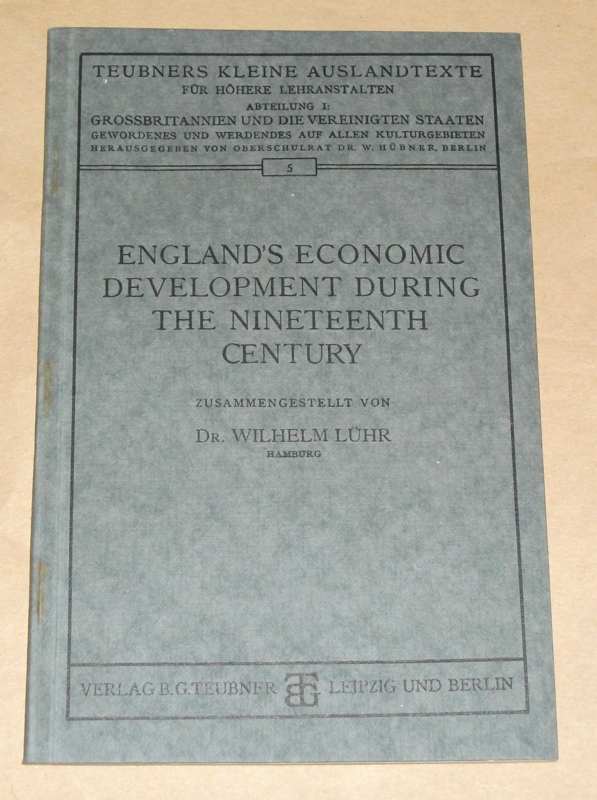 TEUBNERS KLEINE AUSLANDTEXTE
FÜR HÖHERE LEHRANSTALTEN
ABTEILUNG I:
GROSSBRITANNIEN UND DIE VEREINIGTEN STAATEN
GEWORDENES UND WERDENDES AUF ALLEN KULTURGEBIETEN
HERAUSGEGEBEN VON OBERSCHULRAT DR. W. HÜBNER, BERLIN
5
ENGLAND'S ECONOMIC
DEVELOPMENT DURING
THE NINETEENTH
CENTURY
ZUSAMMENGESTELLT VON
DR. WILHELM LÜHR
HAMBURG
VERLAG B.G.TEUBNER BGT LEIPZIG UND BERLIN